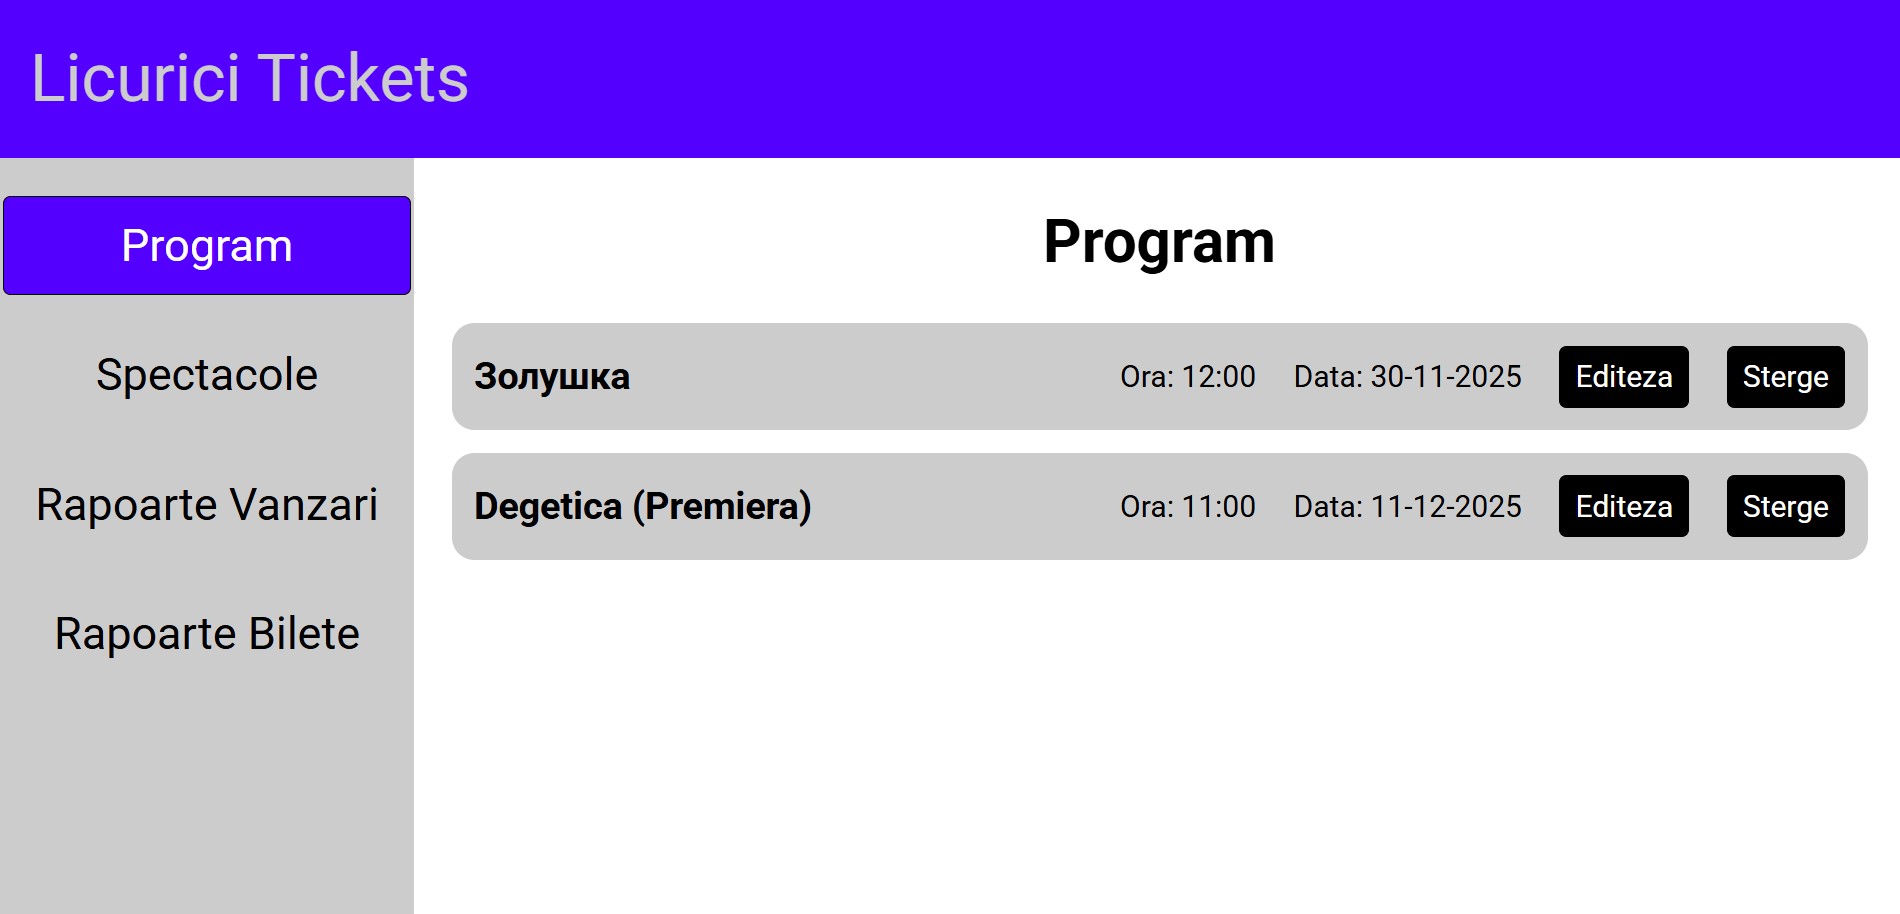 Licurici Tickets
Program
Spectacole
Rapoarte Vanzari
Rapoarte Bilete
Program
Золушка Ora: 12:00 Data: 30-11-2025 Editeza Sterge
Degetica (Premiera) Ora: 11:00 Data: 11-12-2025 Editeza Sterge